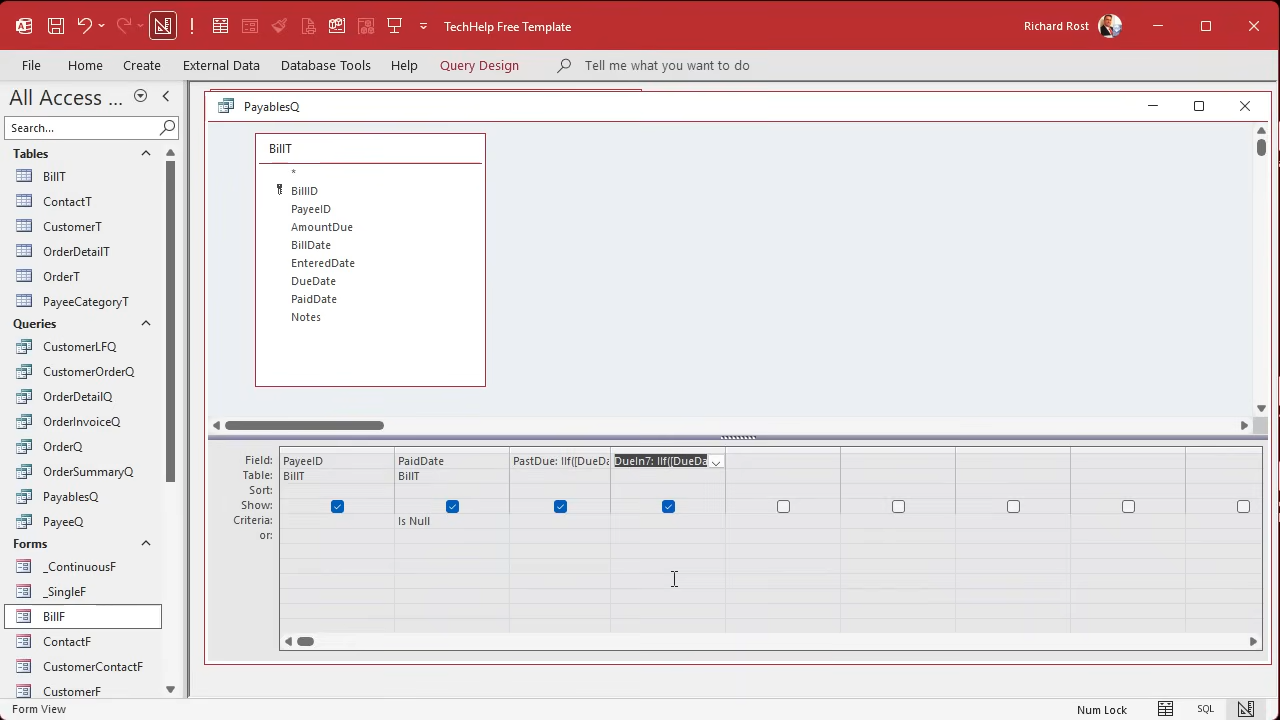 TechHelp Free Template
Richard Rost
File
Home
Create
External Data
Database Tools
Help
Query Design
Tell me what you want to do
All Access ...
Search...
Tables
BillT
ContactT
CustomerT
OrderDetailT
OrderT
PayeeCategoryT
Queries
CustomerLFQ
CustomerOrderQ
OrderDetailQ
OrderInvoiceQ
OrderQ
OrderSummaryQ
PayablesQ
PayeeQ
Forms
_ContinuousF
_SingleF
BillF
ContactF
CustomerContactF
CustomerF
PayablesQ
BillT
*
BillID
PayeeID
AmountDue
BillDate
EnteredDate
DueDate
PaidDate
Notes
Field: PayeeID PaidDate PastDue: IIf([DueDa DueIn7: IIf([DueDa
Table: BillT BillT
Sort:
Show:
Criteria: Is Null
or:
Form View
Num Lock
SQL